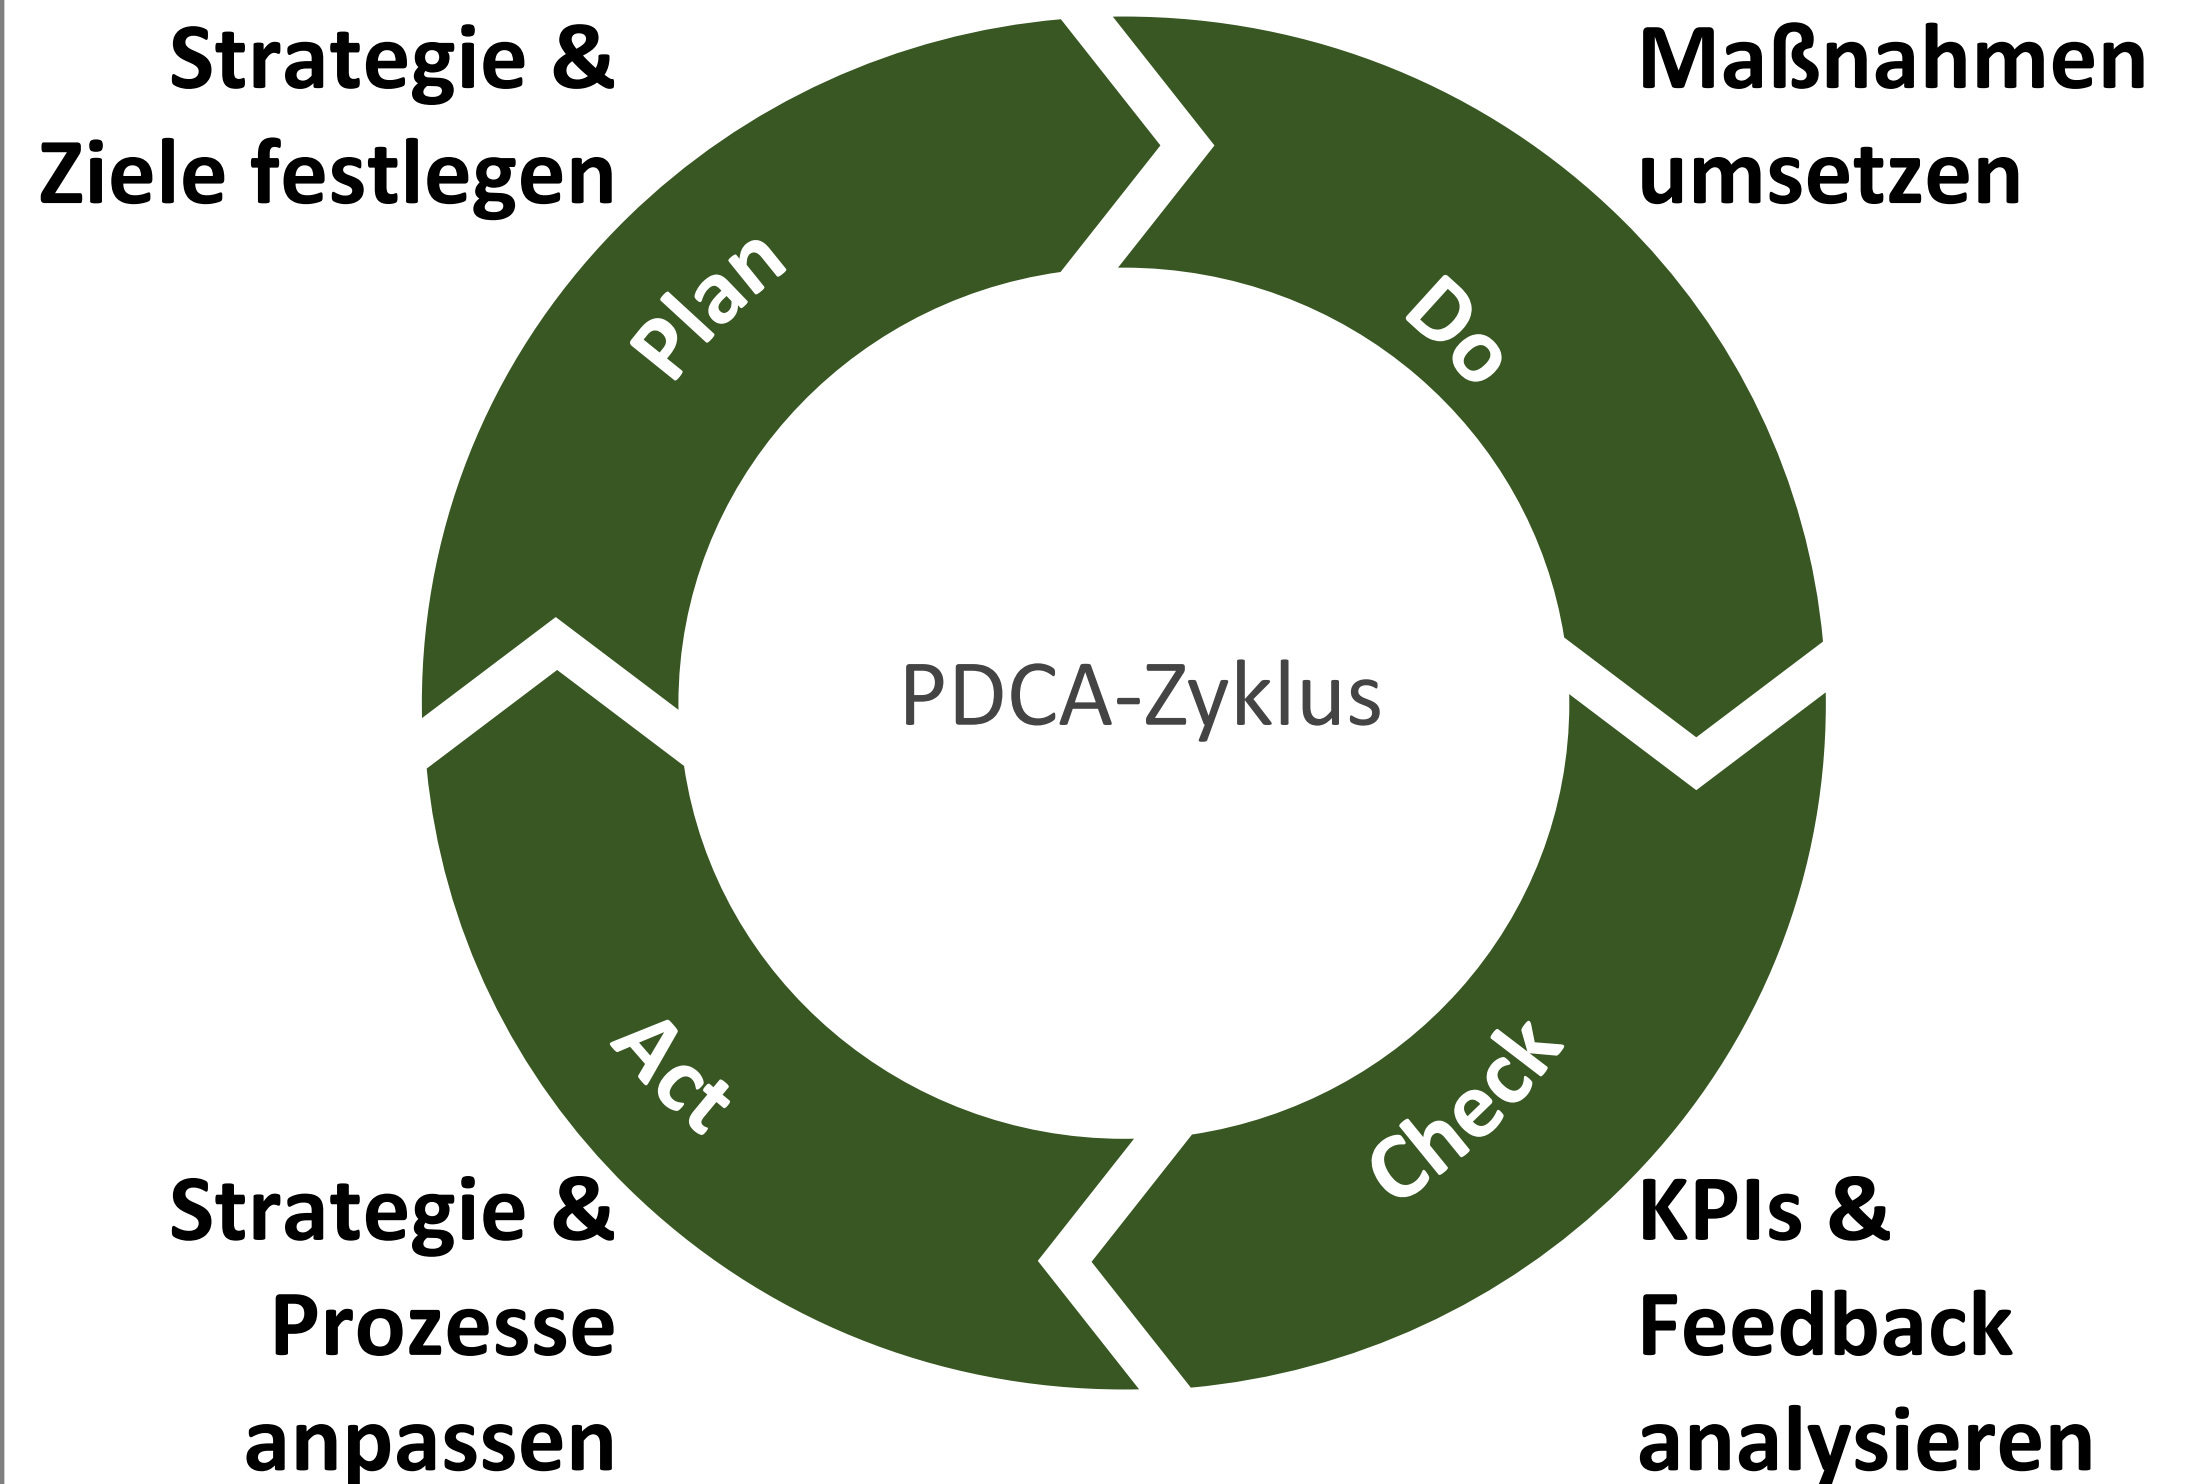 Strategie &
Ziele festlegen
Maßnahmen
umsetzen
Plan
Do
PDCA-Zyklus
Act
Check
Strategie &
Prozesse
anpassen
KPIs &
Feedback
analysieren